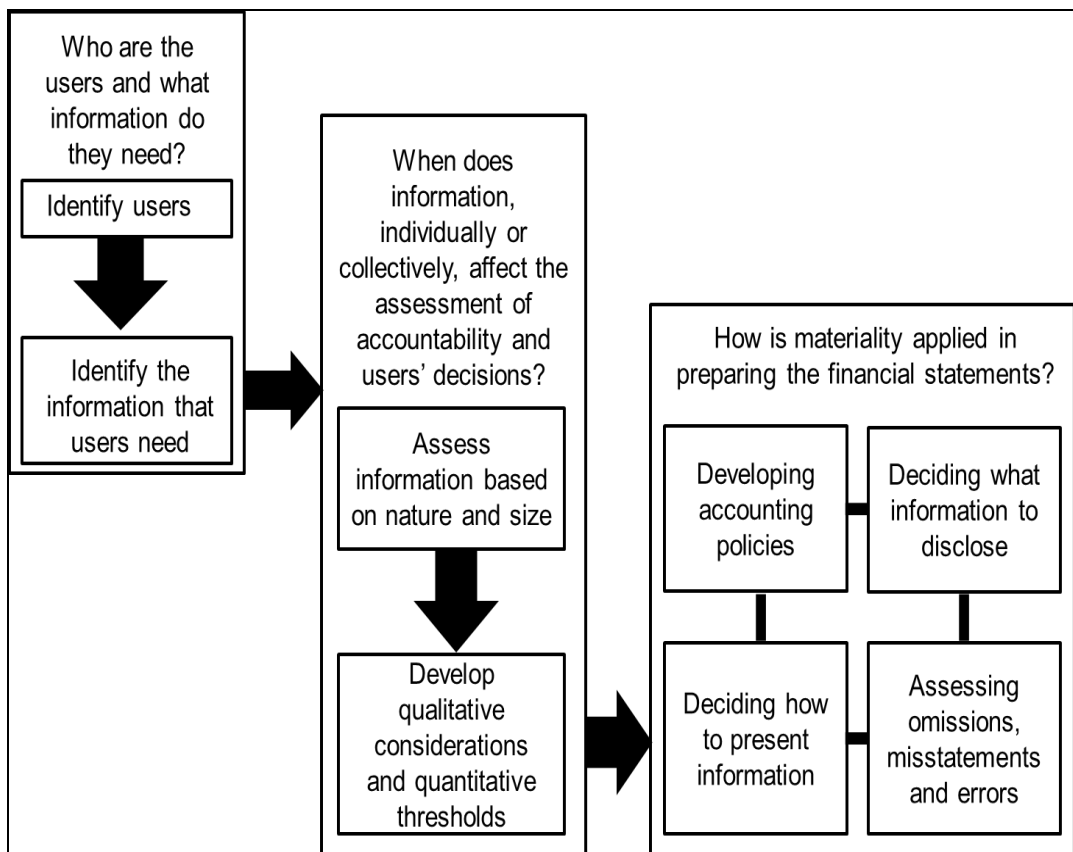 Who are the
users and what
information do
they need?
Identify users
Identify the
information that
users need
When does
information,
individually or
collectively, affect the
assessment of
accountability and
users’ decisions?
Assess
information based
on nature and size
Develop
qualitative
considerations
and quantitative
thresholds
How is materiality applied in
preparing the financial statements?
Developing
accounting
policies
Deciding what
information to
disclose
Deciding how
to present
information
Assessing
omissions,
misstatements
and errors